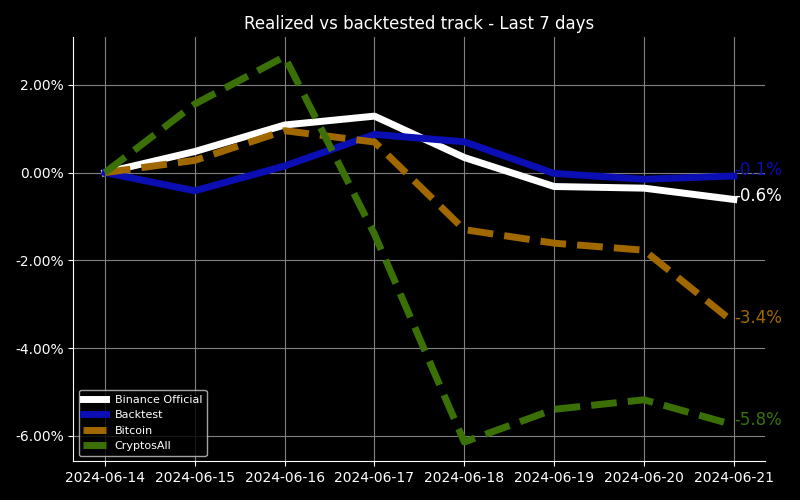 Realized vs backtested track - Last 7 days
2.00%
0.00%
-2.00%
-4.00%
-6.00%
-0.1%
-0.6%
-3.4%
-5.8%
Binance Official
Backtest
Bitcoin
CryptosAll
2024-06-14 2024-06-15 2024-06-16 2024-06-17 2024-06-18 2024-06-19 2024-06-20 2024-06-21